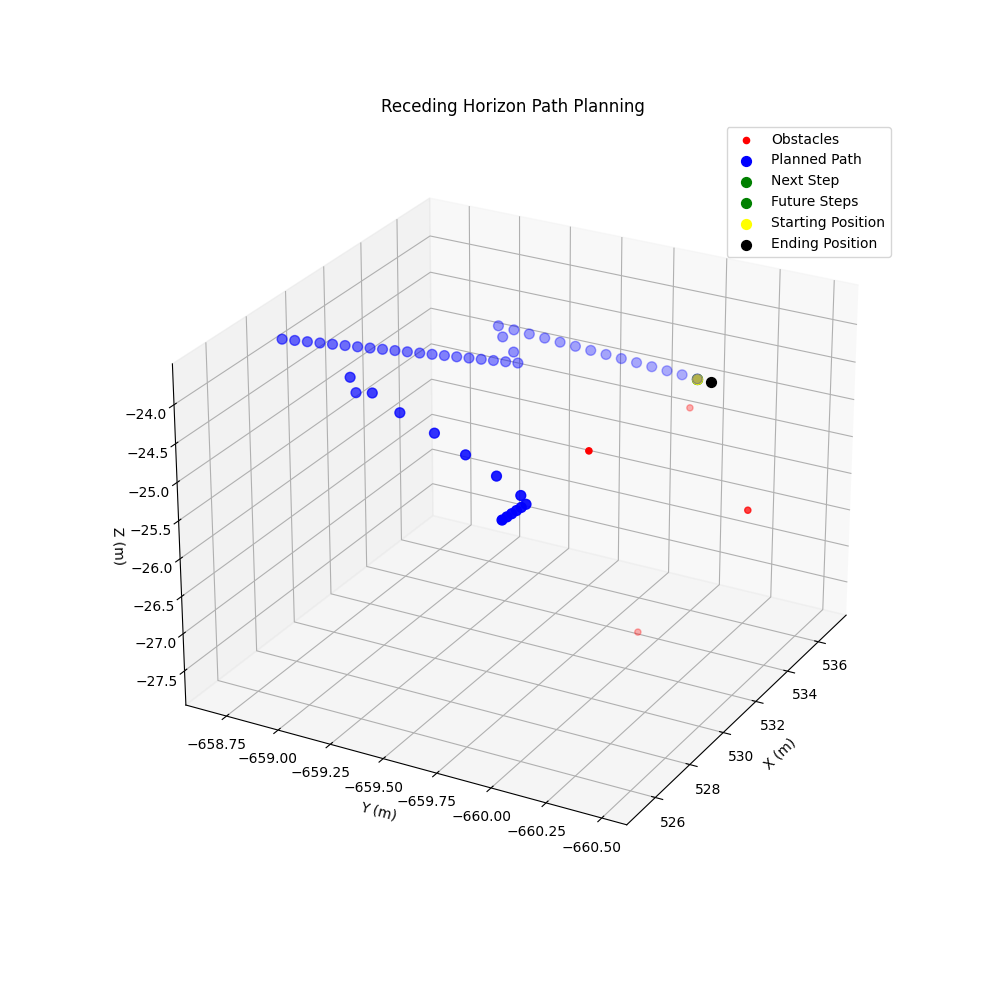 Receding Horizon Path Planning
Obstacles
Planned Path
Next Step
Future Steps
Starting Position
Ending Position
−24.0
−24.5
−25.0
−25.5
−26.0
−26.5
−27.0
−27.5
Z (m)
−658.75
−659.00
−659.25
−659.50
−659.75
−660.00
−660.25
−660.50
Y (m)
536
534
532
530
528
526
X (m)